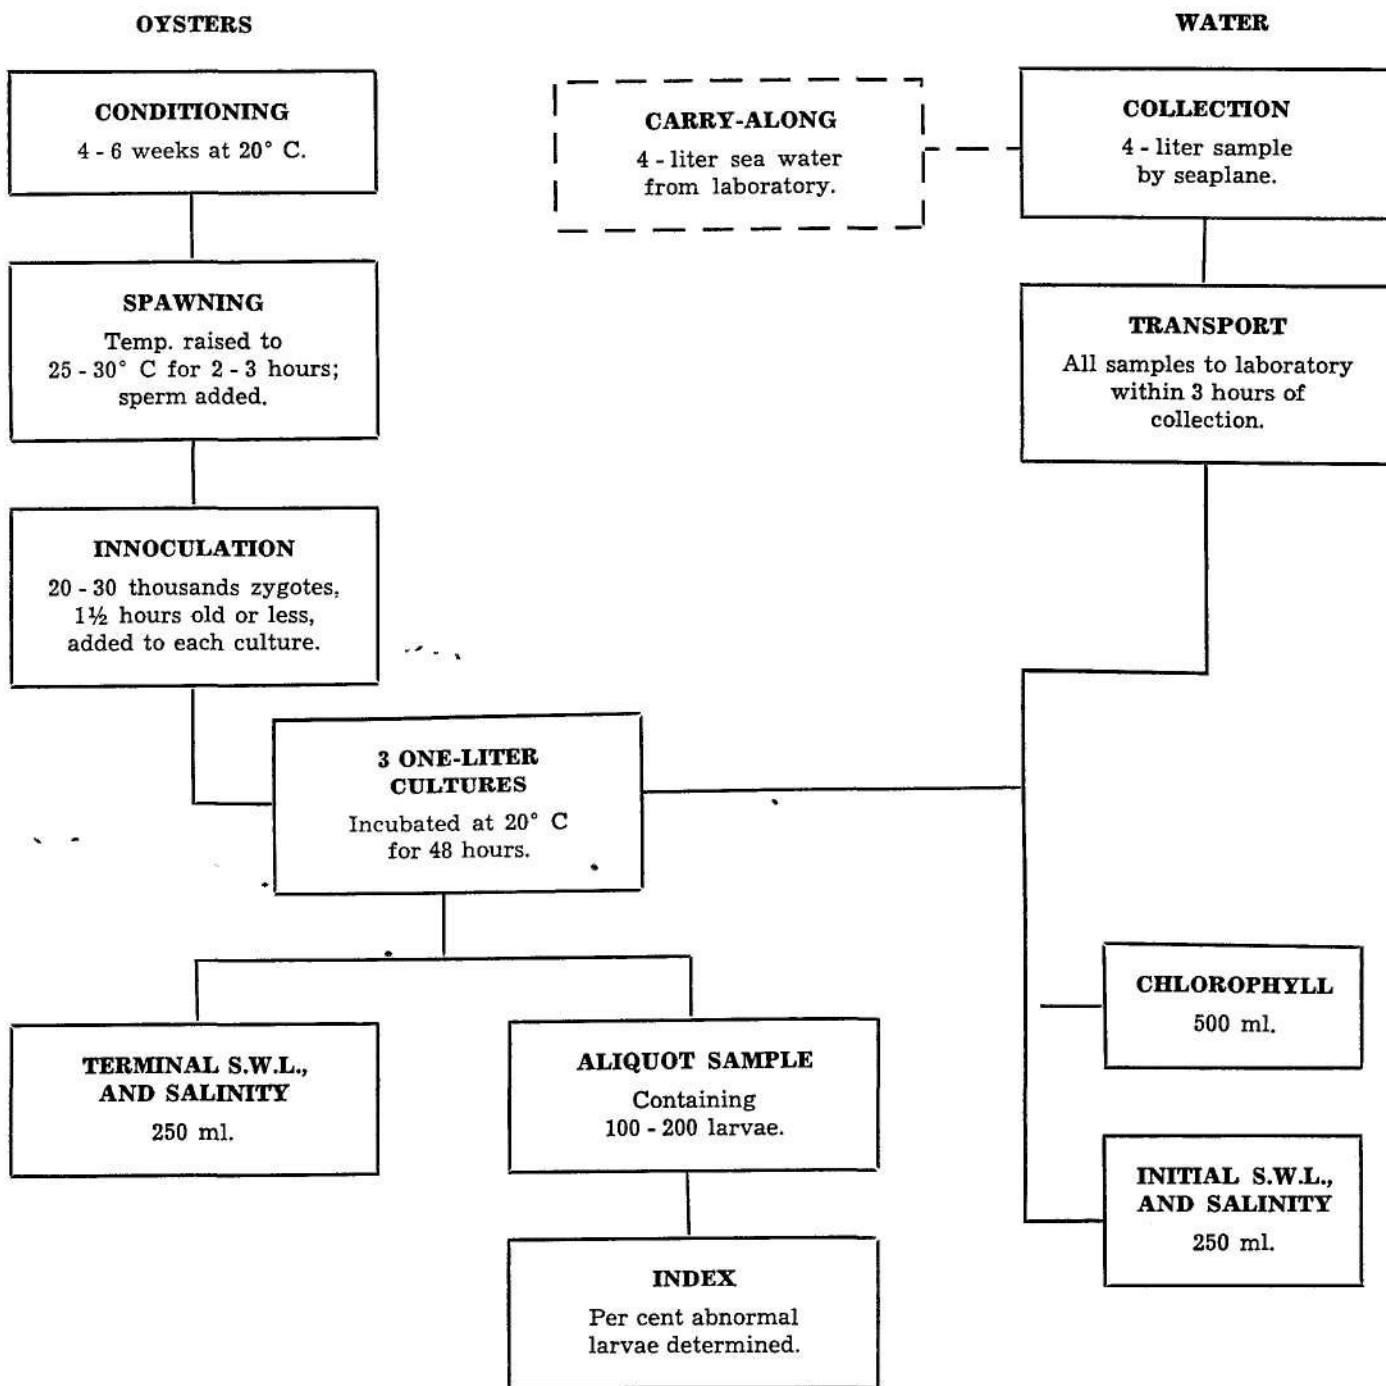 OYSTERS
WATER
CONDITIONING
4 - 6 weeks at 20° C.
CARRY-ALONG
4 - liter sea water
from laboratory.
COLLECTION
4 - liter sample
by seaplane.
SPAWNING
Temp. raised to
25 - 30° C for 2 - 3 hours;
sperm added.
TRANSPORT
All samples to laboratory
within 3 hours of
collection.
INNOCULATION
20 - 30 thousands zygotes,
1½ hours old or less,
added to each culture.
3 ONE-LITER
CULTURES
Incubated at 20° C
for 48 hours.
CHLOROPHYLL
500 ml.
TERMINAL S.W.L.,
AND SALINITY
250 ml.
ALIQUOT SAMPLE
Containing
100 - 200 larvae.
INITIAL S.W.L.,
AND SALINITY
250 ml.
INDEX
Per cent abnormal
larvae determined.